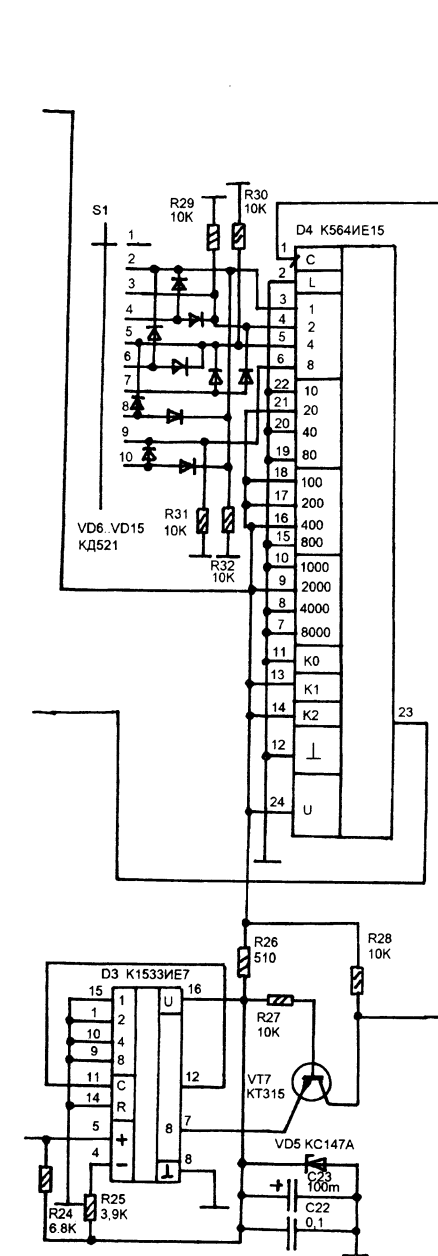 R29
10K
R30
10K
S1
D4 K564ИЕ15
1
2
3
4
5
6
7
8
9
10
1 C
2 L
3 1
4 2
5 4
6 8
22 10
21 20
20 40
19 80
18 100
17 200
16 400
15 800
10 1000
9 2000
8 4000
7 8000
11 K0
13 K1
14 K2
12 ⊥
24 U
23
VD6..VD15
КД521
R31
10K
R32
10K
R26
510
R28
10K
D3 К1533ИЕ7
15 1
1 2
10 4
9 8
11 C
14 R
5 +
4 −
U 16
12
8 7
⊥ 8
R27
10K
VT7
KT315
VD5 KC147A
C23
100m
+
C22
0,1
R24
6.8K
R25
3,9K